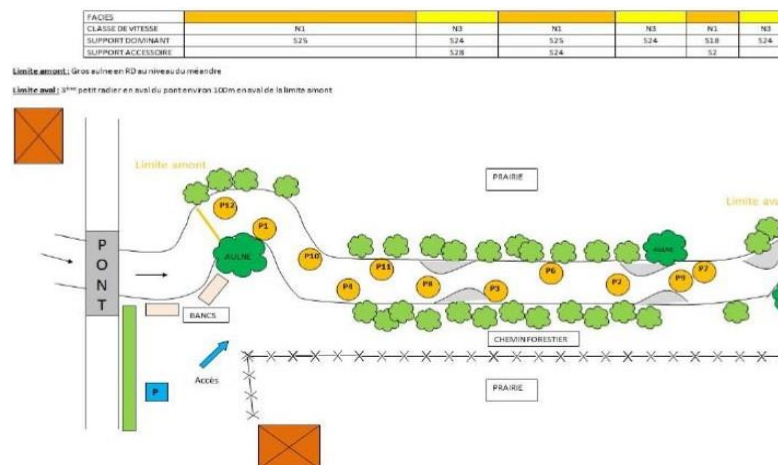 FACIES
CLASSE DE VITESSE N1 N3 N1 N3 N1 N3
SUPPORT DOMINANT S25 S24 S25 S24 S18 S24
SUPPORT ACCESSOIRE S28 S24 S2
Limite amont : Gros aulne en RD au niveau du méandre
Limite aval : 3ème petit radier en aval du pont environ 100m en aval de la limite amont
Limite amont
PRAIRIE
Limite ava
P12
P1
PONT
AULNE
P10
P11
P6
P7
P4
P8
P3
P2
P9
BANCS
CHEMIN FORESTIER
Accès
P
PRAIRIE